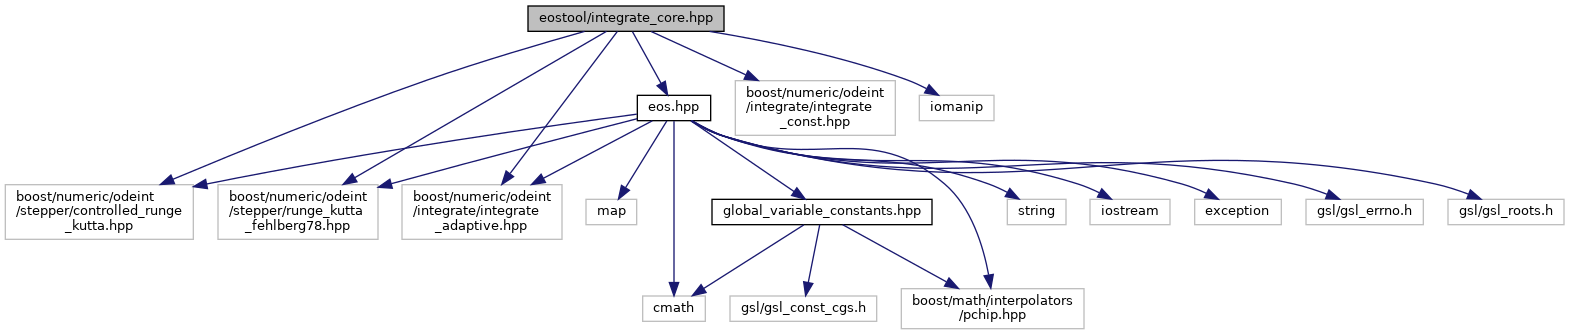 eostool/integrate_core.hpp
boost/numeric/odeint
/integrate/integrate
_const.hpp
eos.hpp
iomanip
boost/numeric/odeint
/stepper/controlled_runge
_kutta.hpp
boost/numeric/odeint
/stepper/runge_kutta
_fehlberg78.hpp
boost/numeric/odeint
/integrate/integrate
_adaptive.hpp
map
global_variable_constants.hpp
string
iostream
exception
gsl/gsl_errno.h
gsl/gsl_roots.h
cmath
gsl/gsl_const_cgs.h
boost/math/interpolators
/pchip.hpp